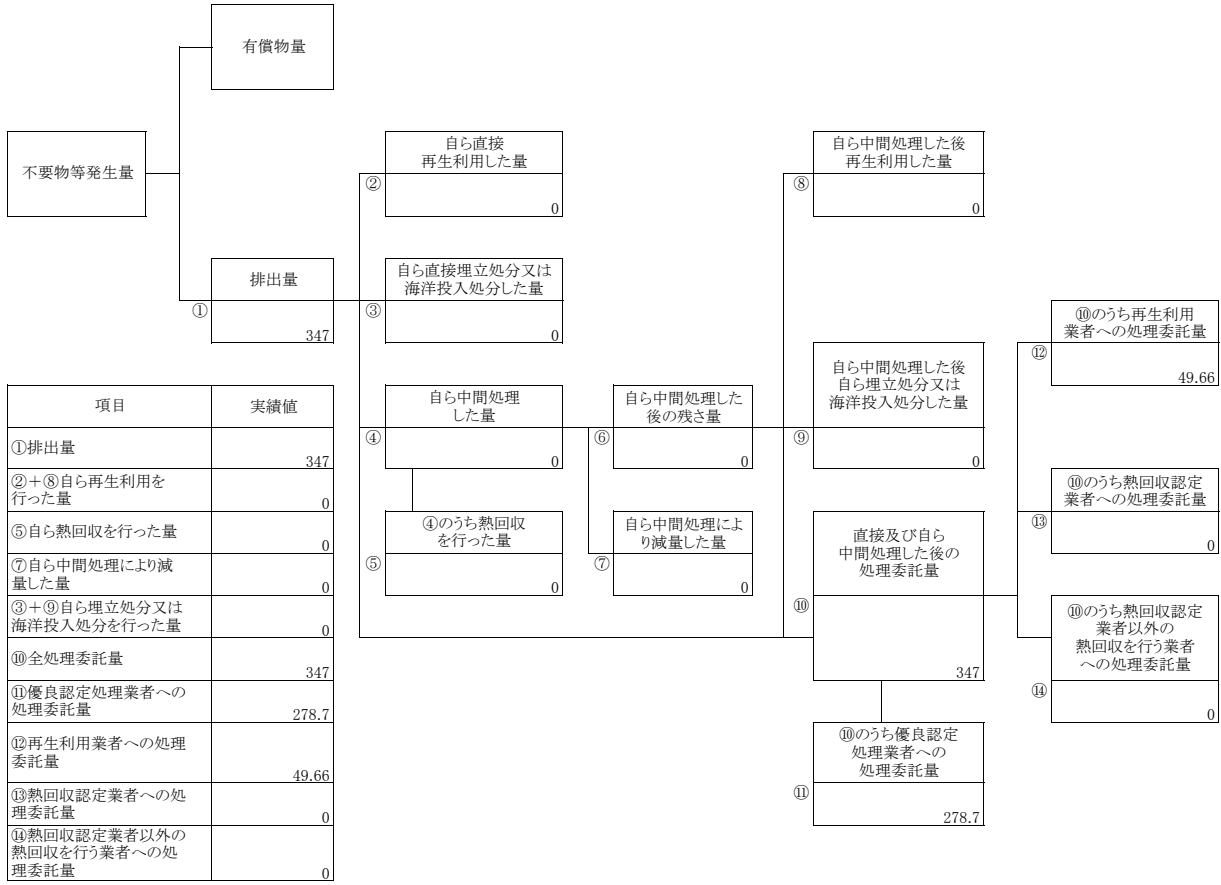 有償物量
不要物等発生量
自ら直接
再生利用した量
②
0
自ら中間処理した後
再生利用した量
⑧
0
排出量
①
347
自ら直接埋立処分又は
海洋投入処分した量
③
0
⑩のうち再生利用
業者への処理委託量
⑫
49.66
自ら中間処理
した量
④
0
自ら中間処理した
後の残さ量
⑥
0
自ら中間処理した後
自ら埋立処分又は
海洋投入処分した量
⑨
0
⑩のうち熱回収認定
業者への処理委託量
⑬
0
④のうち熱回収
を行った量
⑤
0
自ら中間処理によ
り減量した量
⑦
0
直接及び自ら
中間処理した後の
処理委託量
⑩
347
⑩のうち熱回収認定
業者以外の
熱回収を行う業者
への処理委託量
⑭
0
⑩のうち優良認定
処理業者への
処理委託量
⑪
278.7
項目 実績値
①排出量
347
②＋⑧自ら再生利用を
行った量
0
⑤自ら熱回収を行った量
0
⑦自ら中間処理により減
量した量
0
③＋⑨自ら埋立処分又は
海洋投入処分を行った量
0
⑩全処理委託量
347
⑪優良認定処理業者への
処理委託量
278.7
⑫再生利用業者への処理
委託量
49.66
⑬熱回収認定業者への処
理委託量
0
⑭熱回収認定業者以外の
熱回収を行う業者への処
理委託量
0